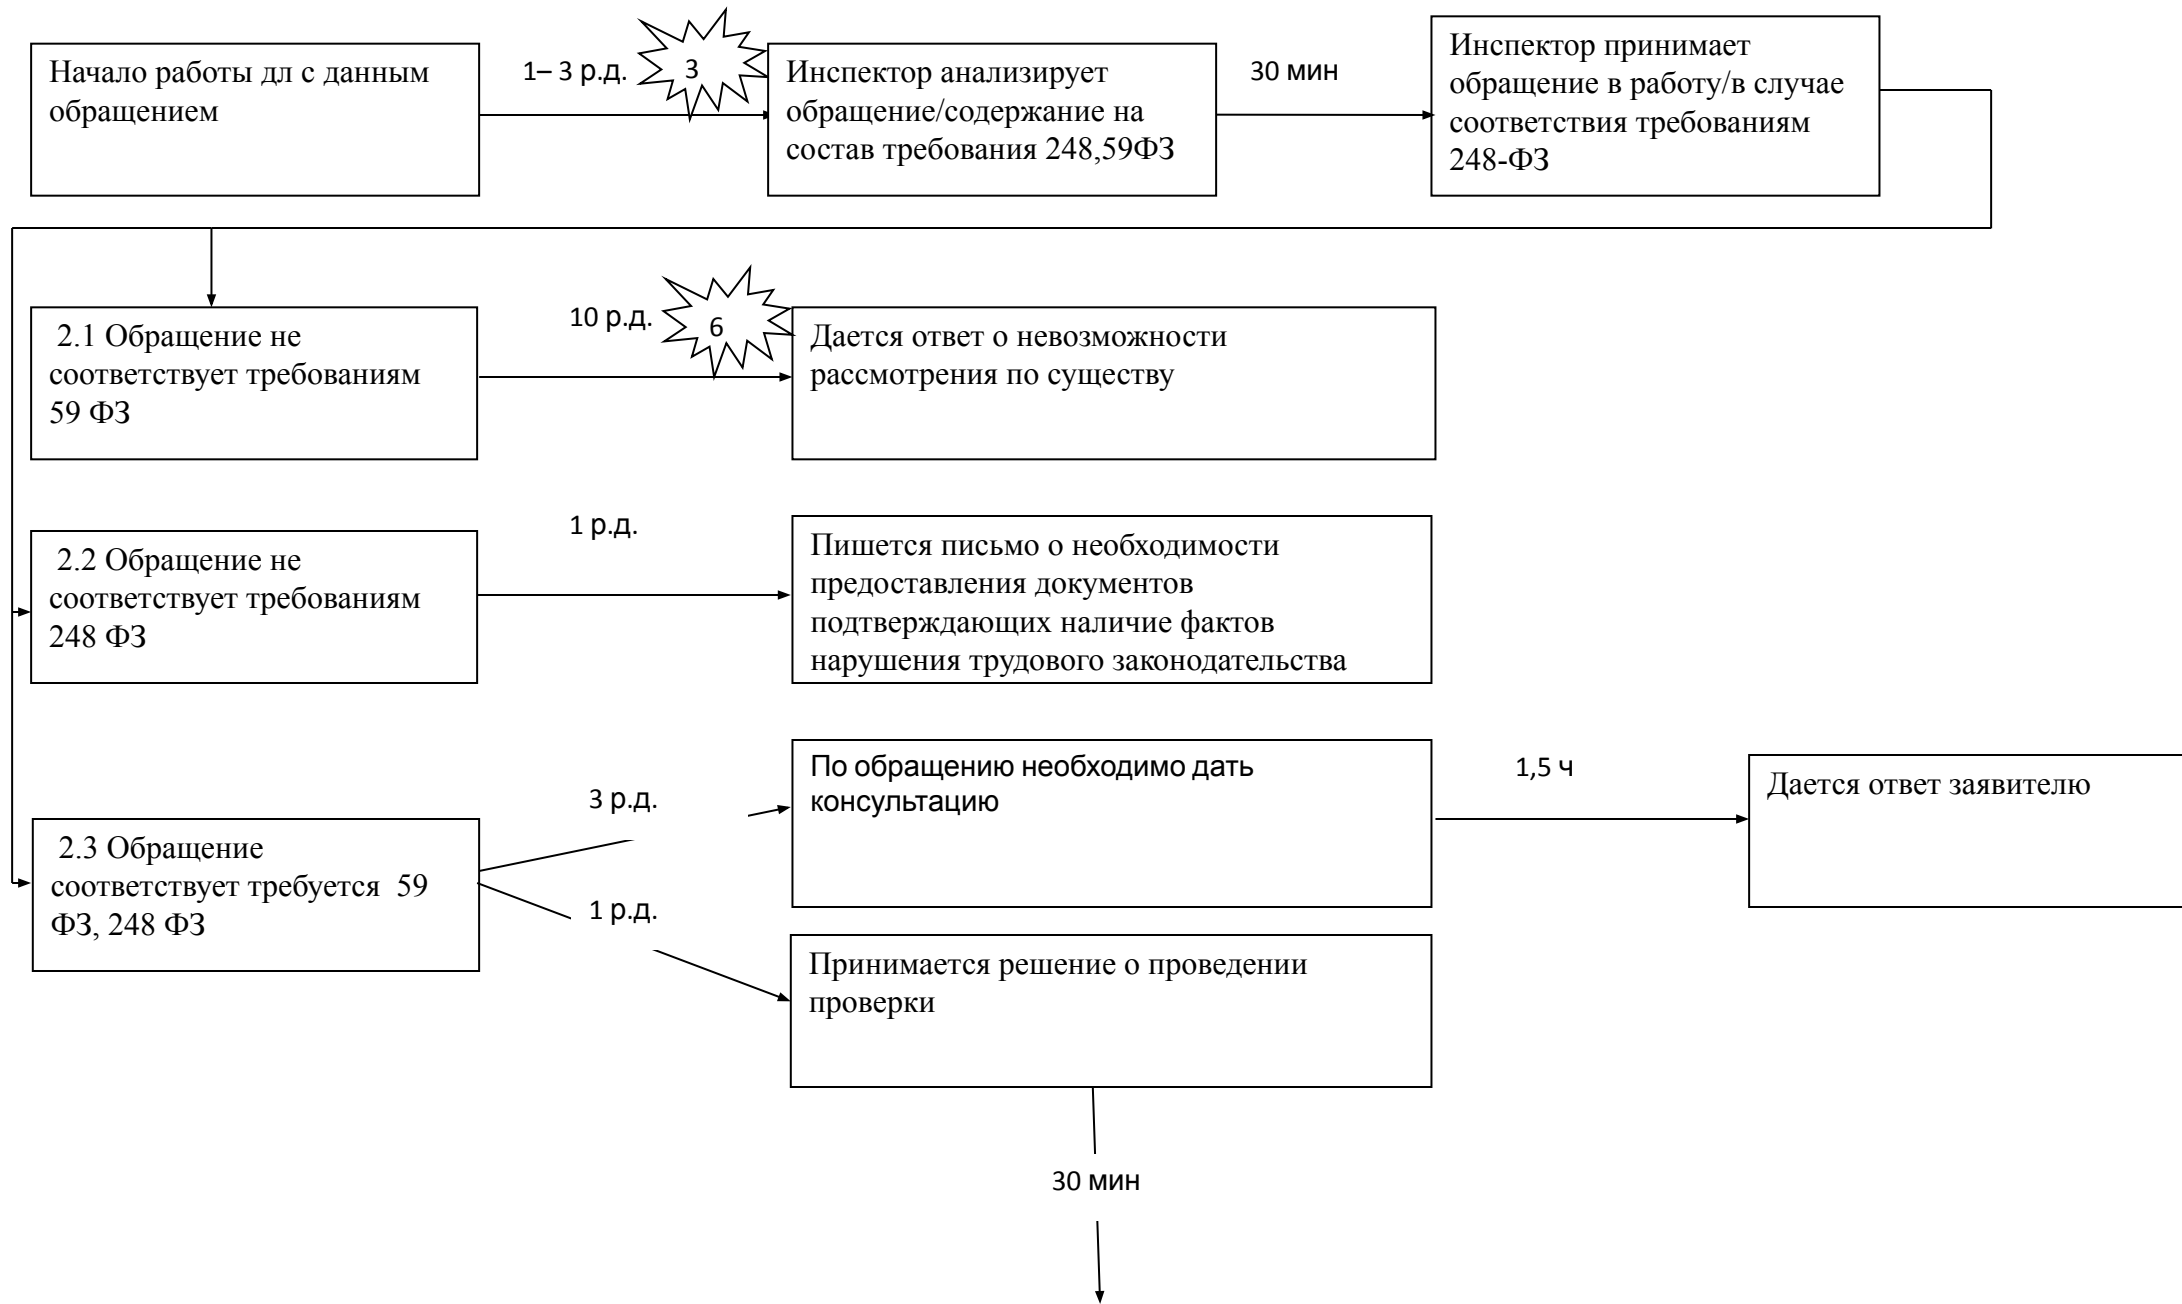 Начало работы дл с данным
обращением
1– 3 р.д.
3
Инспектор анализирует
обращение/содержание на
состав требования 248,59ФЗ
30 мин
Инспектор принимает
обращение в работу/в случае
соответствия требованиям
248-ФЗ
2.1 Обращение не
соответствует требованиям
59 ФЗ
10 р.д.
6
Дается ответ о невозможности
рассмотрения по существу
2.2 Обращение не
соответствует требованиям
248 ФЗ
1 р.д.
Пишется письмо о необходимости
предоставления документов
подтверждающих наличие фактов
нарушения трудового законодательства
2.3 Обращение
соответствует требуется 59
ФЗ, 248 ФЗ
3 р.д.
По обращению необходимо дать
консультацию
1,5 ч
Дается ответ заявителю
1 р.д.
Принимается решение о проведении
проверки
30 мин